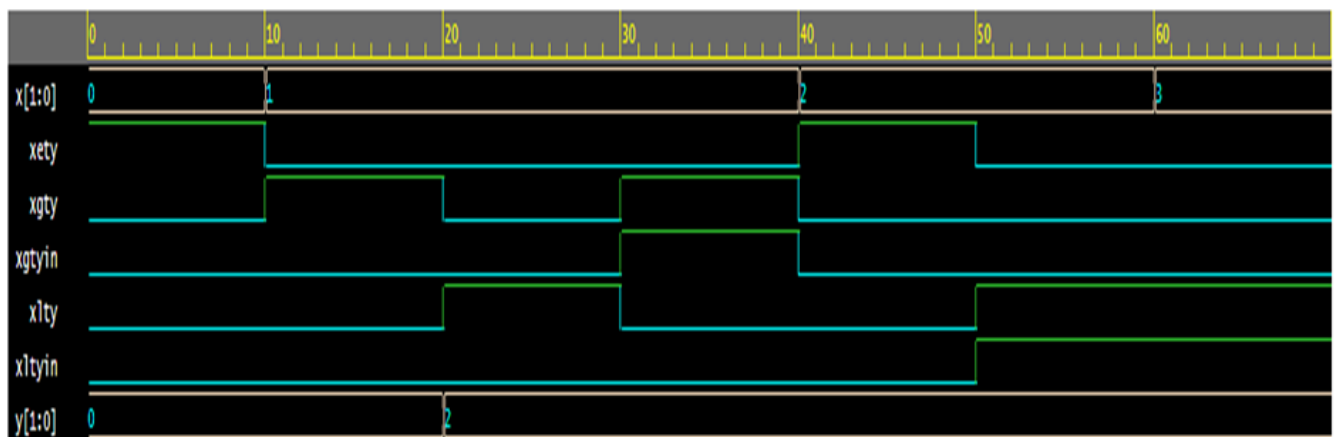 0 10 20 30 40 50 60
x[1:0] 0 1 2 3
xety
xgty
xgtyin
xlty
xltyin
y[1:0] 0 2